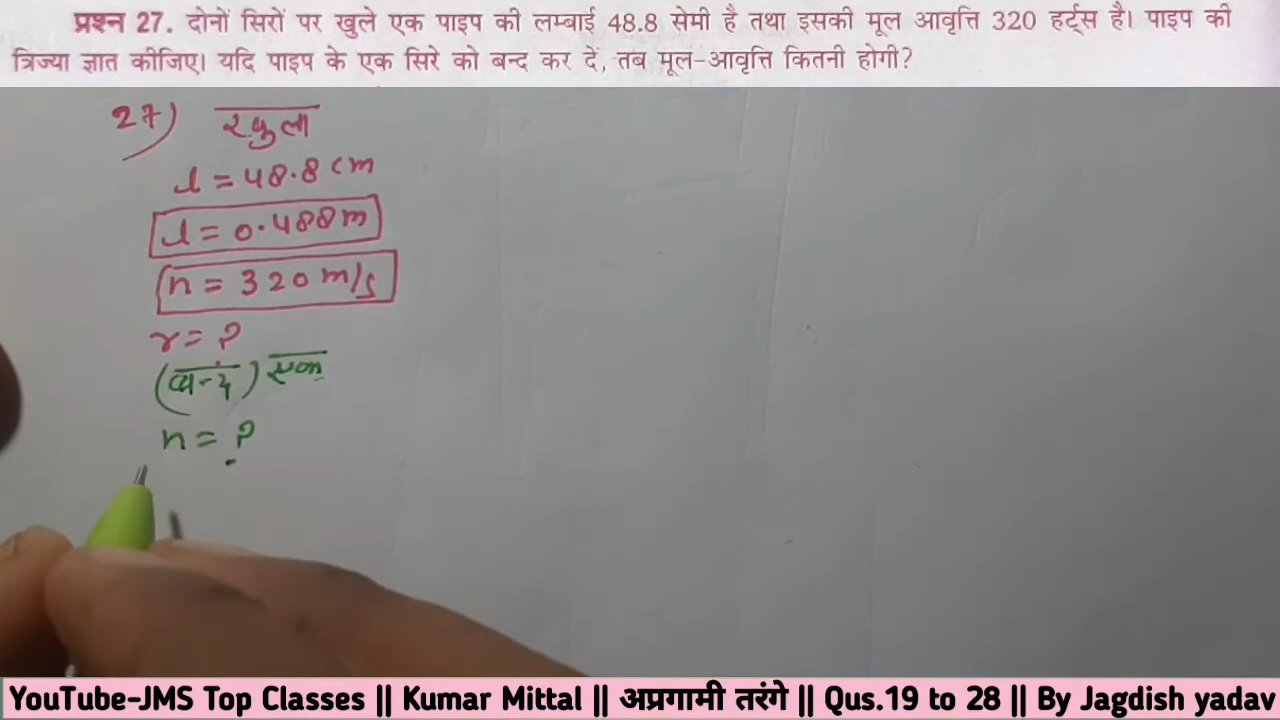 प्रश्न 27. दोनों सिरों पर खुले एक पाइप की लम्बाई 48.8 सेमी है तथा इसकी मूल आवृत्ति 320 हर्ट्स है। पाइप की
त्रिज्या ज्ञात कीजिए। यदि पाइप के एक सिरे को बन्द कर दें, तब मूल-आवृत्ति कितनी होगी?
27) खुला
l = 48.8 cm
l = 0.488 m
n = 320 m/s
r = ?
(बन्द) एक
n = ?
YouTube-JMS Top Classes || Kumar Mittal || अप्रगामी तरंगे || Qus.19 to 28 || By Jagdish yadav